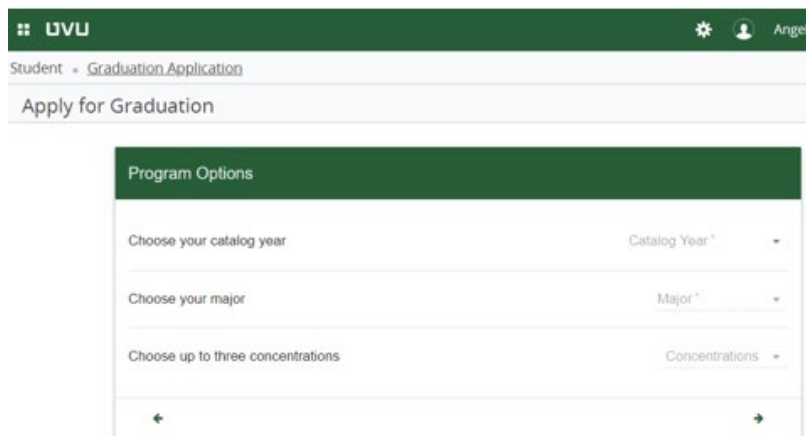 UVU Ange
Student • Graduation Application
Apply for Graduation
Program Options
Choose your catalog year Catalog Year *
Choose your major Major *
Choose up to three concentrations Concentrations